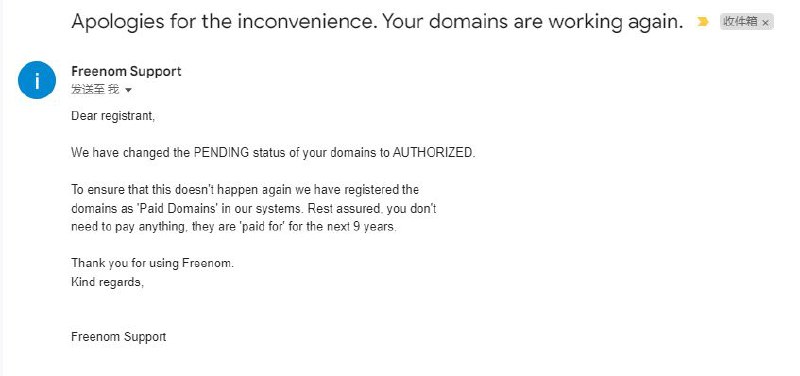 Apologies for the inconvenience. Your domains are working again. 收件箱 ×
i
Freenom Support
发送至 我
Dear registrant,
We have changed the PENDING status of your domains to AUTHORIZED.
To ensure that this doesn't happen again we have registered the
domains as 'Paid Domains' in our systems. Rest assured, you don't
need to pay anything, they are 'paid for' for the next 9 years.
Thank you for using Freenom.
Kind regards,
Freenom Support